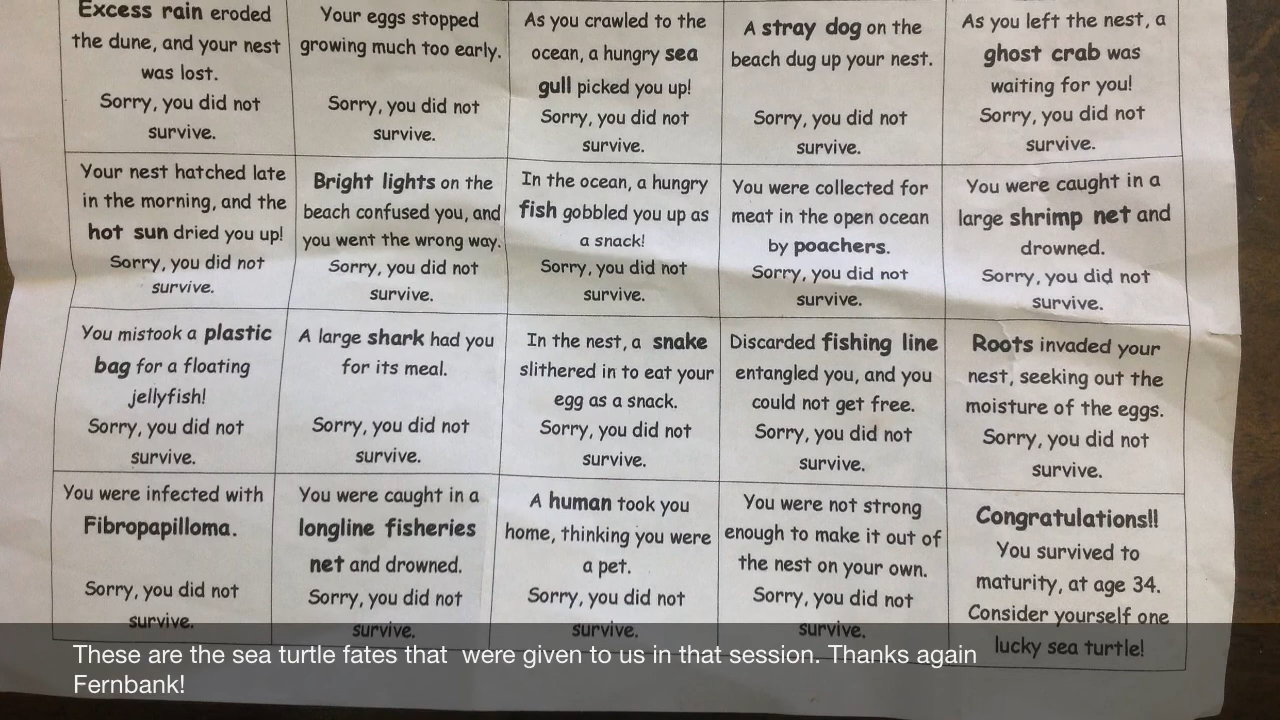 Excess rain eroded
the dune, and your nest
was lost.
Sorry, you did not
survive.
Your eggs stopped
growing much too early.
Sorry, you did not
survive.
As you crawled to the
ocean, a hungry sea
gull picked you up!
Sorry, you did not
survive.
A stray dog on the
beach dug up your nest.
Sorry, you did not
survive.
As you left the nest, a
ghost crab was
waiting for you!
Sorry, you did not
survive.
Your nest hatched late
in the morning, and the
hot sun dried you up!
Sorry, you did not
survive.
Bright lights on the
beach confused you, and
you went the wrong way.
Sorry, you did not
survive.
In the ocean, a hungry
fish gobbled you up as
a snack!
Sorry, you did not
survive.
You were collected for
meat in the open ocean
by poachers.
Sorry, you did not
survive.
You were caught in a
large shrimp net and
drowned.
Sorry, you did not
survive.
You mistook a plastic
bag for a floating
jellyfish!
Sorry, you did not
survive.
A large shark had you
for its meal.
Sorry, you did not
survive.
In the nest, a snake
slithered in to eat your
egg as a snack.
Sorry, you did not
survive.
Discarded fishing line
entangled you, and you
could not get free.
Sorry, you did not
survive.
Roots invaded your
nest, seeking out the
moisture of the eggs.
Sorry, you did not
survive.
You were infected with
Fibropapilloma.
Sorry, you did not
survive.
You were caught in a
longline fisheries
net and drowned.
Sorry, you did not
survive.
A human took you
home, thinking you were
a pet.
Sorry, you did not
survive.
You were not strong
enough to make it out of
the nest on your own.
Sorry, you did not
survive.
Congratulations!!
You survived to
maturity, at age 34.
Consider yourself one
lucky sea turtle!
These are the sea turtle fates that were given to us in that session. Thanks again
Fernbank!